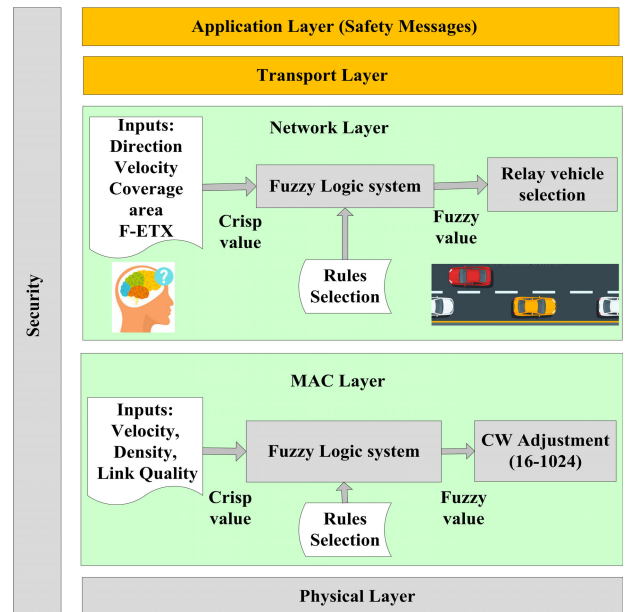 Application Layer (Safety Messages)
Transport Layer
Security
Network Layer
Inputs:
Direction
Velocity
Coverage
area
F-ETX
Crisp
value
Fuzzy Logic system
Rules
Selection
Fuzzy
value
Relay vehicle
selection
?
MAC Layer
Inputs:
Velocity,
Density,
Link Quality
Crisp
value
Fuzzy Logic system
Rules
Selection
Fuzzy
value
CW Adjustment
(16-1024)
Physical Layer